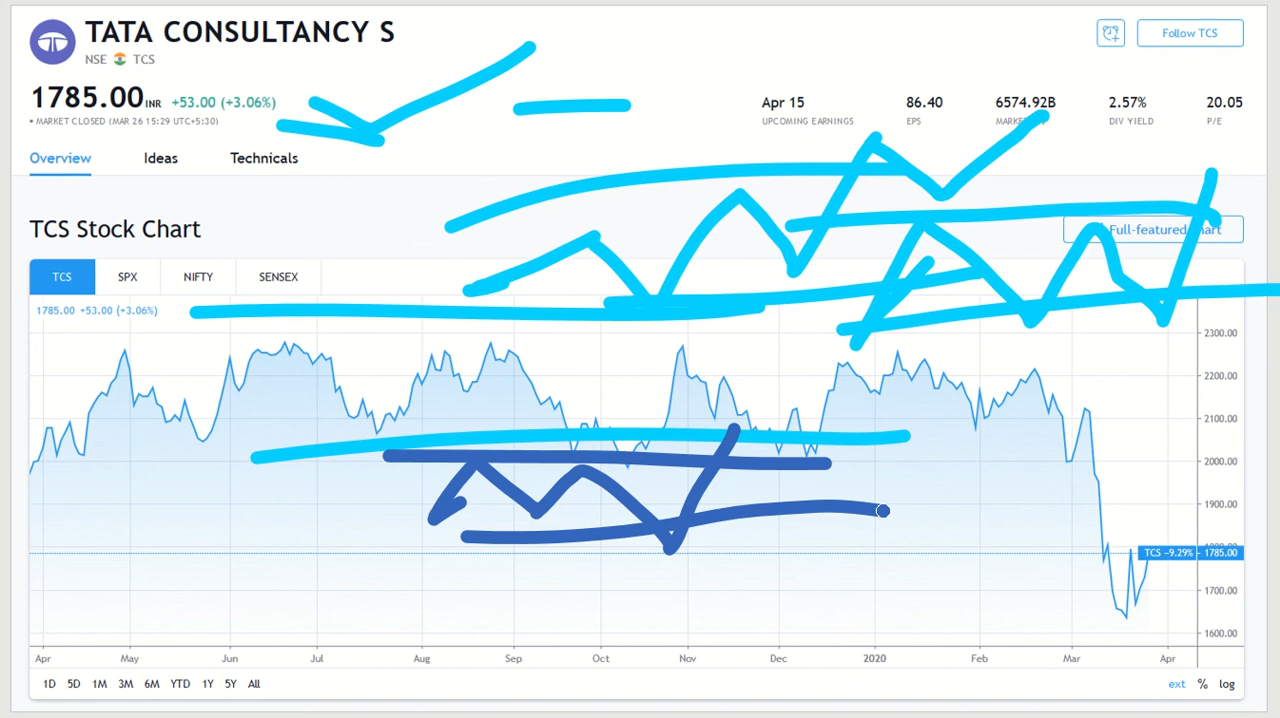 TATA CONSULTANCY S
NSE TCS
Follow TCS
1785.00 INR +53.00 (+3.06%)
• MARKET CLOSED (MAR 26 15:29 UTC+5:30)
Apr 15 86.40 6574.92B 2.57% 20.05
UPCOMING EARNINGS EPS DIV YIELD P/E
Overview Ideas Technicals
TCS Stock Chart
Full-featured
TCS SPX NIFTY SENSEX
1785.00 +53.00 (+3.06%)
2300.00
2200.00
2100.00
2000.00
1900.00
TCS −9.29% 1785.00
1700.00
1600.00
Apr May Jun Jul Aug Sep Oct Nov Dec 2020 Feb Mar Apr
1D 5D 1M 3M 6M YTD 1Y 5Y All
ext % log